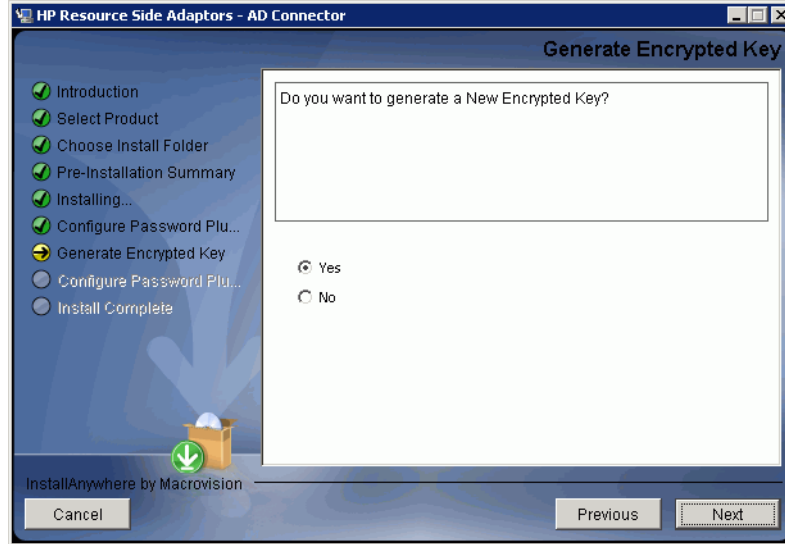 HP Resource Side Adaptors - AD Connector
Generate Encrypted Key
Introduction
Select Product
Choose Install Folder
Pre-Installation Summary
Installing...
Configure Password Plu...
Generate Encrypted Key
Configure Password Plu...
Install Complete
Do you want to generate a New Encrypted Key?
Yes
No
InstallAnywhere by Macrovision
Cancel
Previous
Next